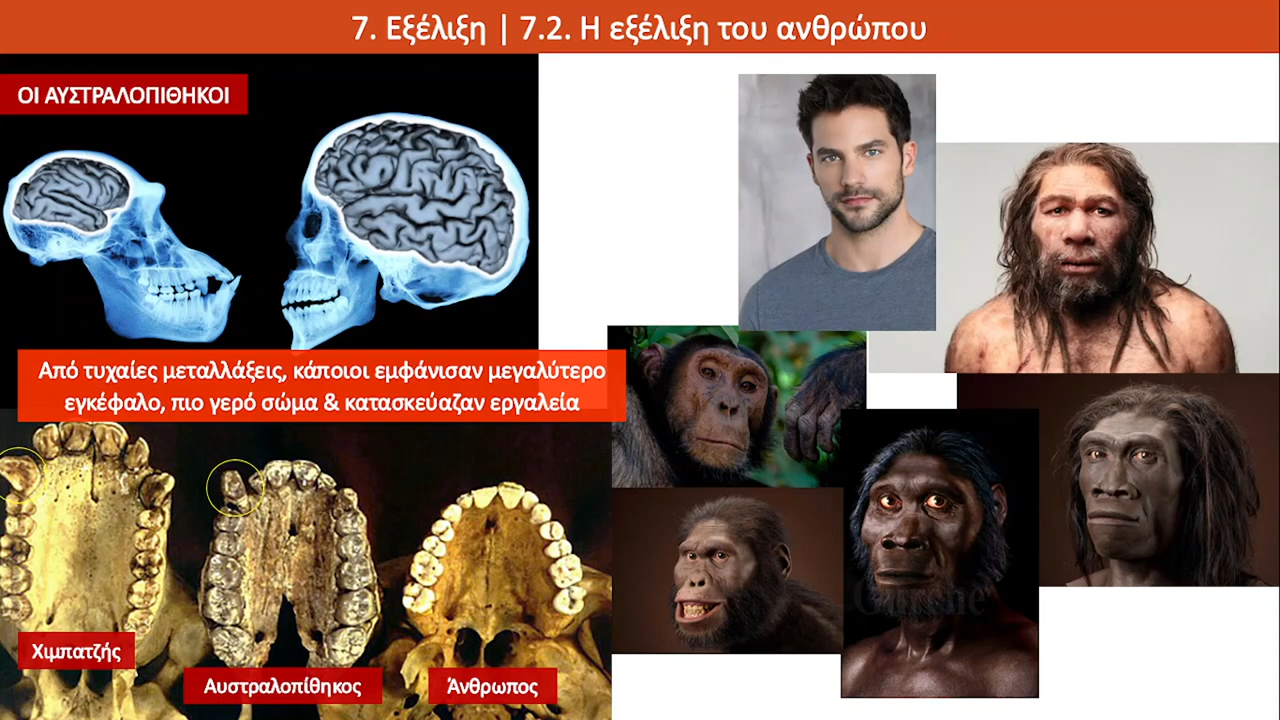 7. Εξέλιξη | 7.2. Η εξέλιξη του ανθρώπου
ΟΙ ΑΥΣΤΡΑΛΟΠΙΘΗΚΟΙ
Από τυχαίες μεταλλάξεις, κάποιοι εμφάνισαν μεγαλύτερο
εγκέφαλο, πιο γερό σώμα & κατασκεύαζαν εργαλεία
Χιμπατζής
Αυστραλοπίθηκος
Άνθρωπος